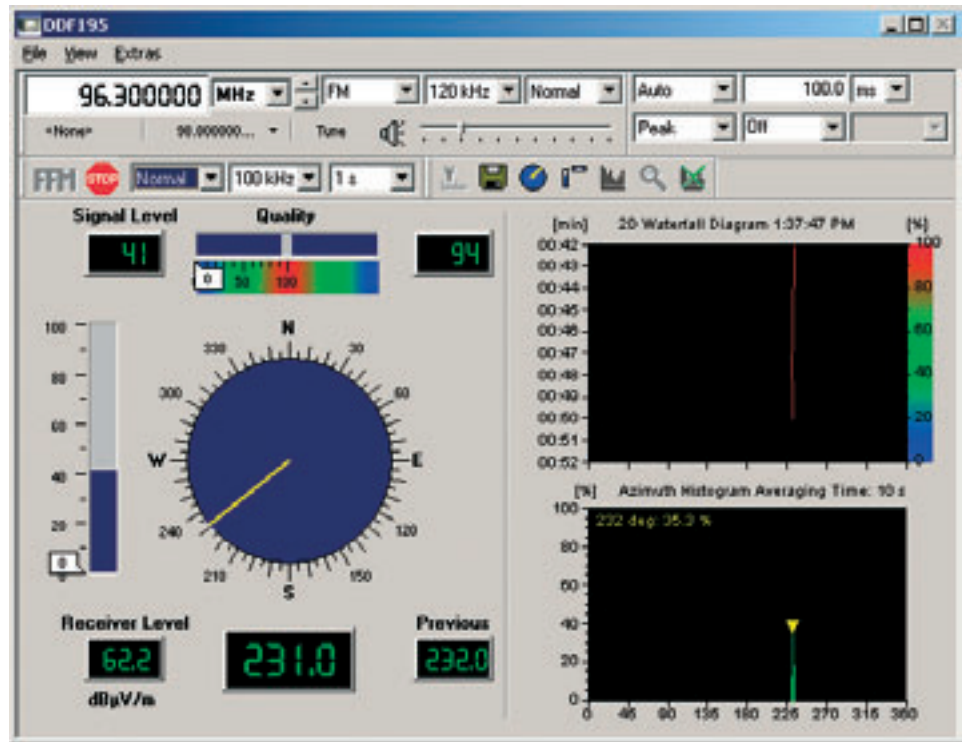 DDF195
File View Extras
96.300000 MHz FM 120 kHz Normal Auto 100.0 ms
<None> 98.000000... Tune Peak Off
FFM STOP Normal 100 kHz 1 s
Signal Level Quality
41 94
0 50 100
100
80
60
40
20
0
N
30
60
E
120
150
S
210
240
W
300
330
Receiver Level Previous
62.2 231.0 232.0
dBµV/m
[min] 2D Waterfall Diagram 1:37:47 PM [%]
00:42
00:43
00:44
00:45
00:46
00:47
00:48
00:49
00:50
00:51
00:52
100
80
60
40
20
0
[%] Azimuth Histogram Averaging Time: 10 s
232 deg: 35.3 %
100
80
60
40
20
0
0 45 90 135 180 225 270 315 360